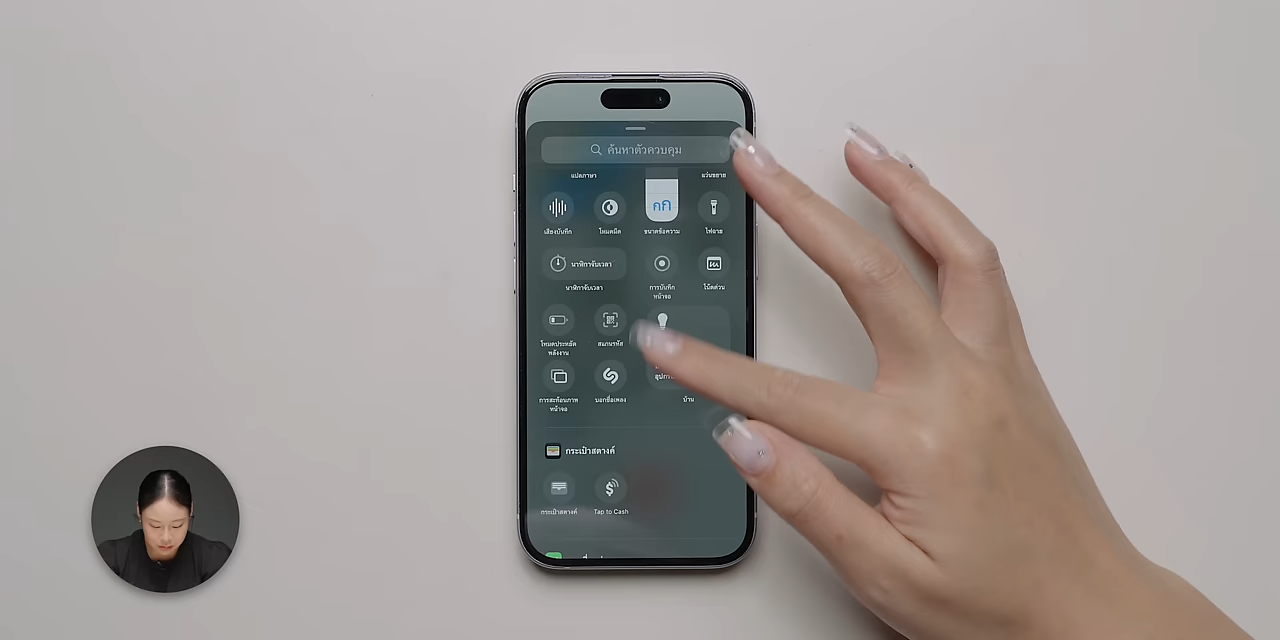 ค้นหาตัวควบคุม
แปลภาษา
แว่นขยาย
กก
เสียงบันทึก
โหมดมืด
ขนาดข้อความ
ไฟฉาย
นาฬิกาจับเวลา
นาฬิกาจับเวลา
การบันทึก
หน้าจอ
โน้ตด่วน
โหมดประหยัด
พลังงาน
สแกนรหัส
การสะท้อนภาพ
หน้าจอ
บอกชื่อเพลง
บ้าน
กระเป๋าสตางค์
กระเป๋าสตางค์
Tap to Cash